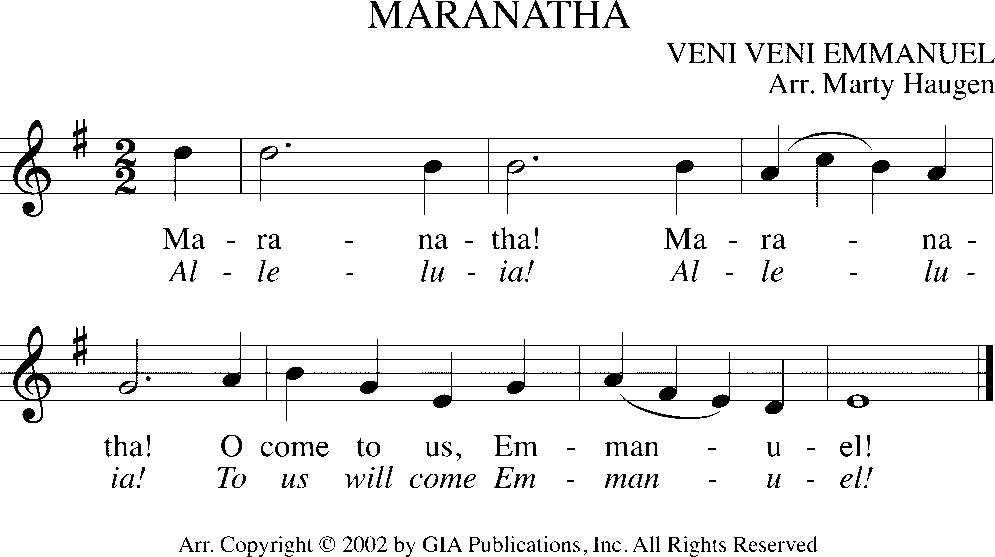 MARANATHA
VENI VENI EMMANUEL
Arr. Marty Haugen
2
2
Ma - ra - na - tha! Ma - ra - na -
Al - le - lu - ia! Al - le - lu -
tha! O come to us, Em - man - u - el!
ia! To us will come Em - man - u - el!
Arr. Copyright © 2002 by GIA Publications, Inc. All Rights Reserved